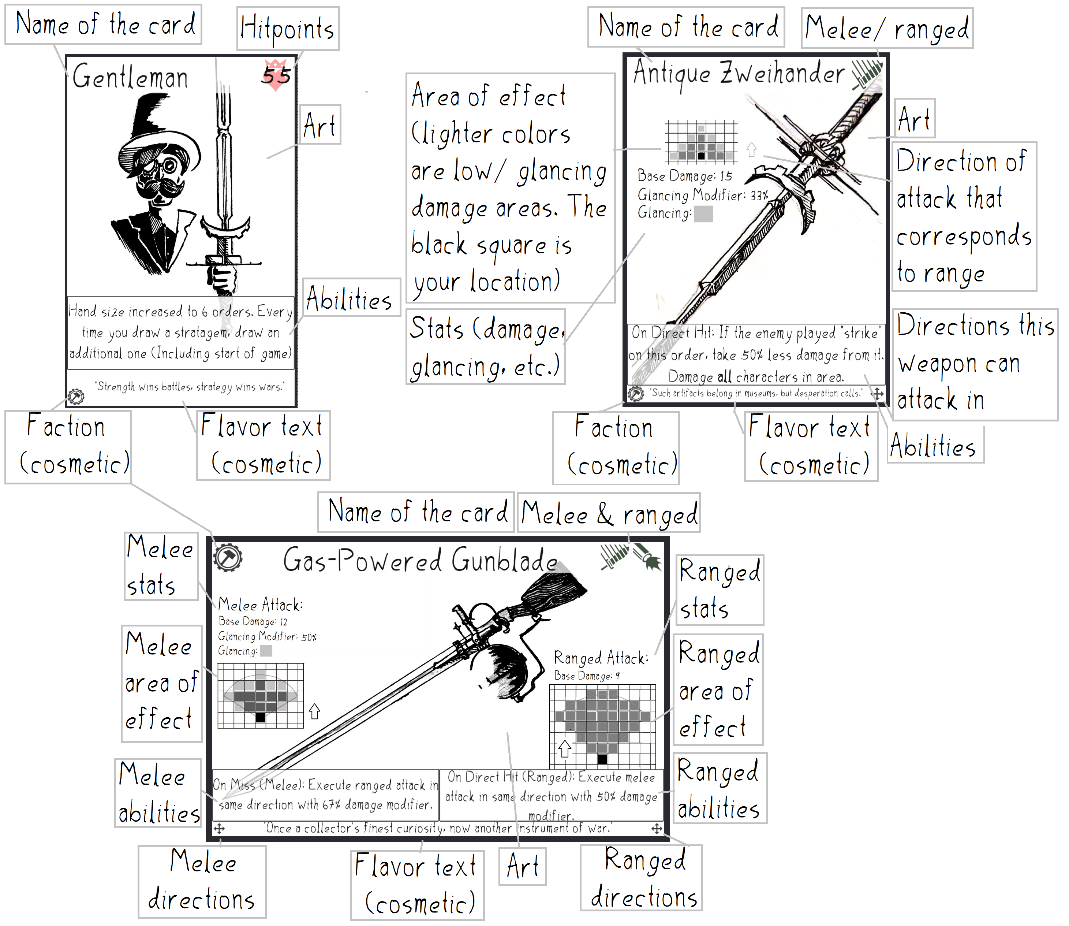 Name of the card
Hitpoints
Gentleman
55
Art
Hand size increased to 6 orders. Every
time you draw a stratagem, draw an
additional one (Including start of game)
Abilities
"Strength wins battles, strategy wins wars."
Faction
(cosmetic)
Flavor text
(cosmetic)
Name of the card
Melee/ ranged
Antique Zweihander
Area of effect
(lighter colors
are low/ glancing
damage areas. The
black square is
your location)
Stats (damage,
glancing, etc.)
Base Damage: 15
Glancing Modifier: 33%
Glancing:
Art
Direction of
attack that
corresponds
to range
Directions this
weapon can
attack in
On Direct Hit: If the enemy played "strike"
on this order, take 50% less damage from it.
Damage all characters in area.
"Such artifacts belong in museums, but desperation calls."
Faction
(cosmetic)
Flavor text
(cosmetic)
Abilities
Name of the card
Melee & ranged
Gas-Powered Gunblade
Melee
stats
Melee Attack:
Base Damage: 12
Glancing Modifier: 50%
Glancing:
Melee
area of
effect
Ranged
stats
Ranged Attack:
Base Damage: 9
Ranged
area of
effect
Melee
abilities
On Miss (Melee): Execute ranged attack in
same direction with 67% damage modifier.
On Direct Hit (Ranged): Execute melee
attack in same direction with 50% damage
modifier.
Ranged
abilities
"Once a collector's finest curiosity, now another instrument of war."
Melee
directions
Flavor text
(cosmetic)
Art
Ranged
directions